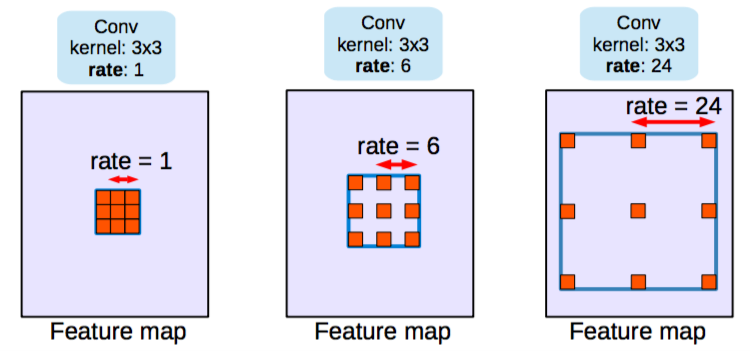 Conv
kernel: 3x3
rate: 1
Conv
kernel: 3x3
rate: 6
Conv
kernel: 3x3
rate: 24
rate = 1
rate = 6
rate = 24
Feature map
Feature map
Feature map